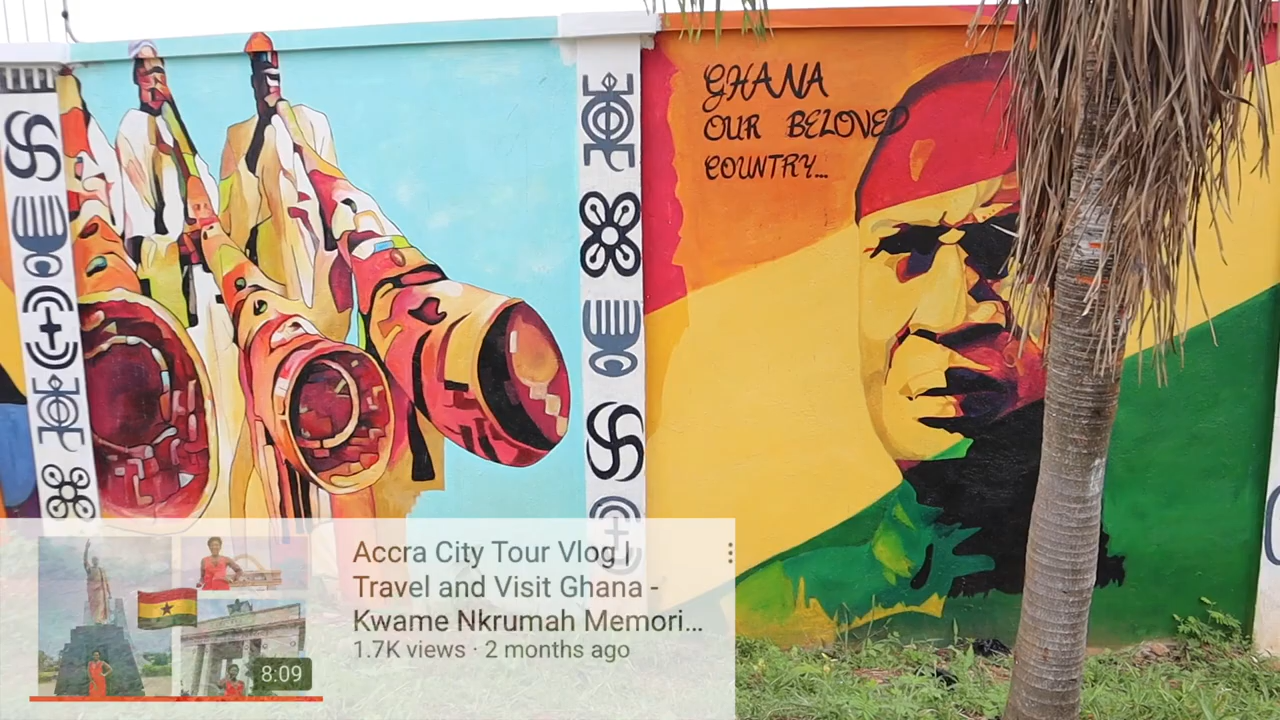 GHANA
OUR BELOVED
COUNTRY...
Accra City Tour Vlog |
Travel and Visit Ghana -
Kwame Nkrumah Memori...
1.7K views · 2 months ago
8:09